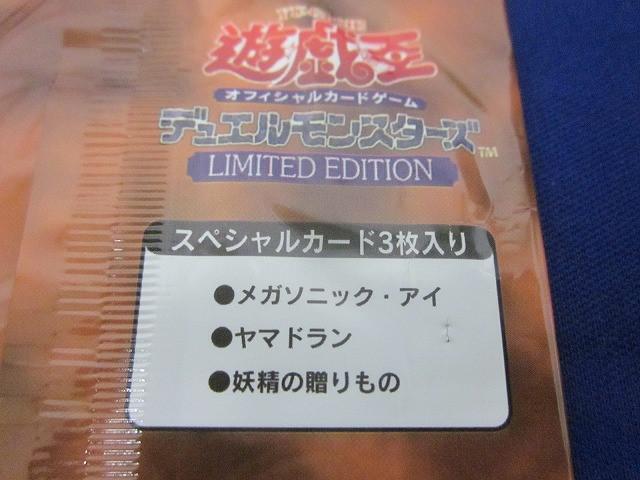 遊戯王
オフィシャルカードゲーム
デュエルモンスターズ
TM
LIMITED EDITION
スペシャルカード3枚入り
●メガソニック・アイ
●ヤマドラン
●妖精の贈りもの